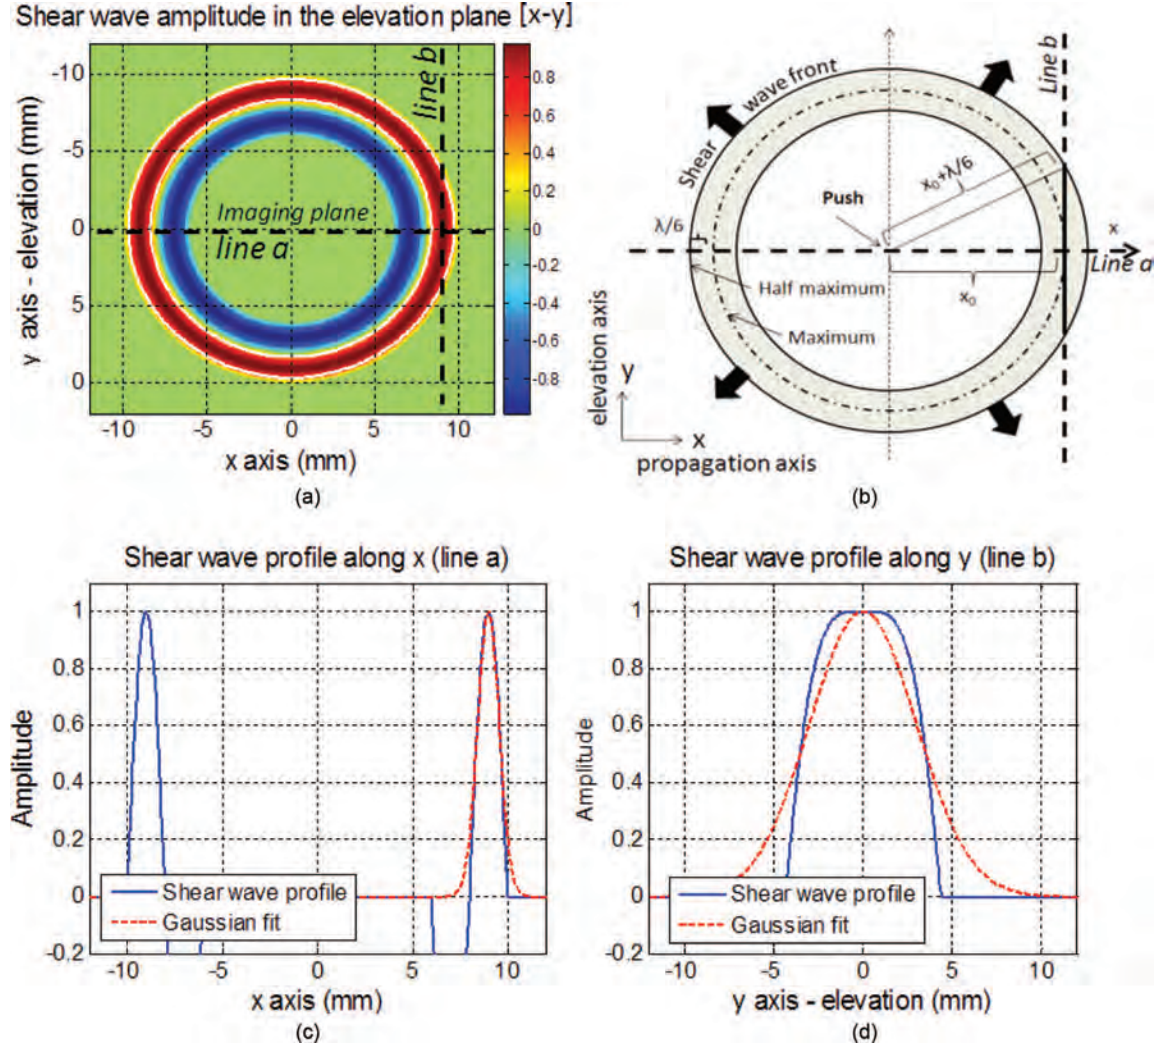 Shear wave amplitude in the elevation plane [x-y]
-10
-5
0
5
0
y axis - elevation (mm)
-10
-5
0
5
10
x axis (mm)
line b
Imaging plane
line a
0.8
0.6
0.4
0.2
0
-0.2
-0.4
-0.6
-0.8
(a)
Shear wave front
Line b
x₀+λ/6
Push
λ/6
x
Line a
x₀
Half maximum
Maximum
elevation axis
y
x
propagation axis
(b)
Shear wave profile along x (line a)
1
0.8
0.6
0.4
0.2
0
-0.2
Amplitude
Shear wave profile
Gaussian fit
-10
-5
0
5
10
x axis (mm)
(c)
Shear wave profile along y (line b)
1
0.8
0.6
0.4
0.2
0
-0.2
Amplitude
Shear wave profile
Gaussian fit
-10
-5
0
5
10
y axis - elevation (mm)
(d)